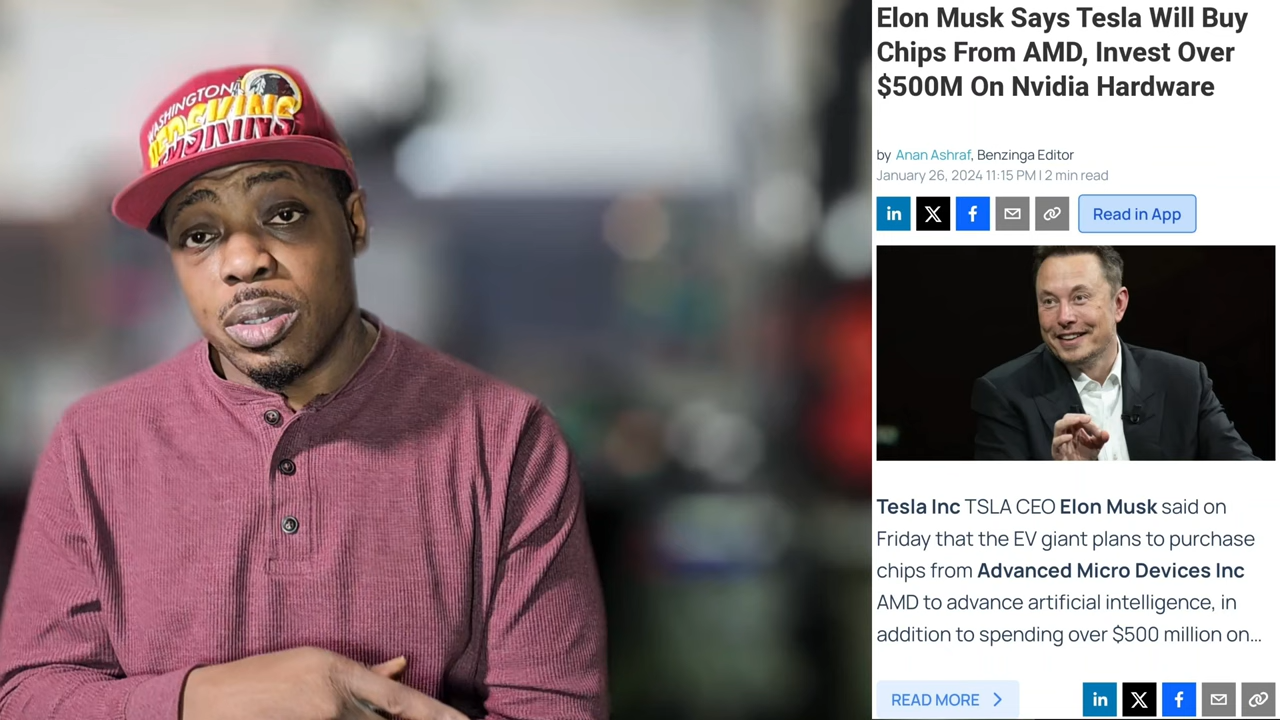 WASHINGTON
REDSKINS
Elon Musk Says Tesla Will Buy
Chips From AMD, Invest Over
$500M On Nvidia Hardware
by Anan Ashraf, Benzinga Editor
January 26, 2024 11:15 PM | 2 min read
in X f Read in App
Tesla Inc TSLA CEO Elon Musk said on
Friday that the EV giant plans to purchase
chips from Advanced Micro Devices Inc
AMD to advance artificial intelligence, in
addition to spending over $500 million on...
READ MORE
in X f